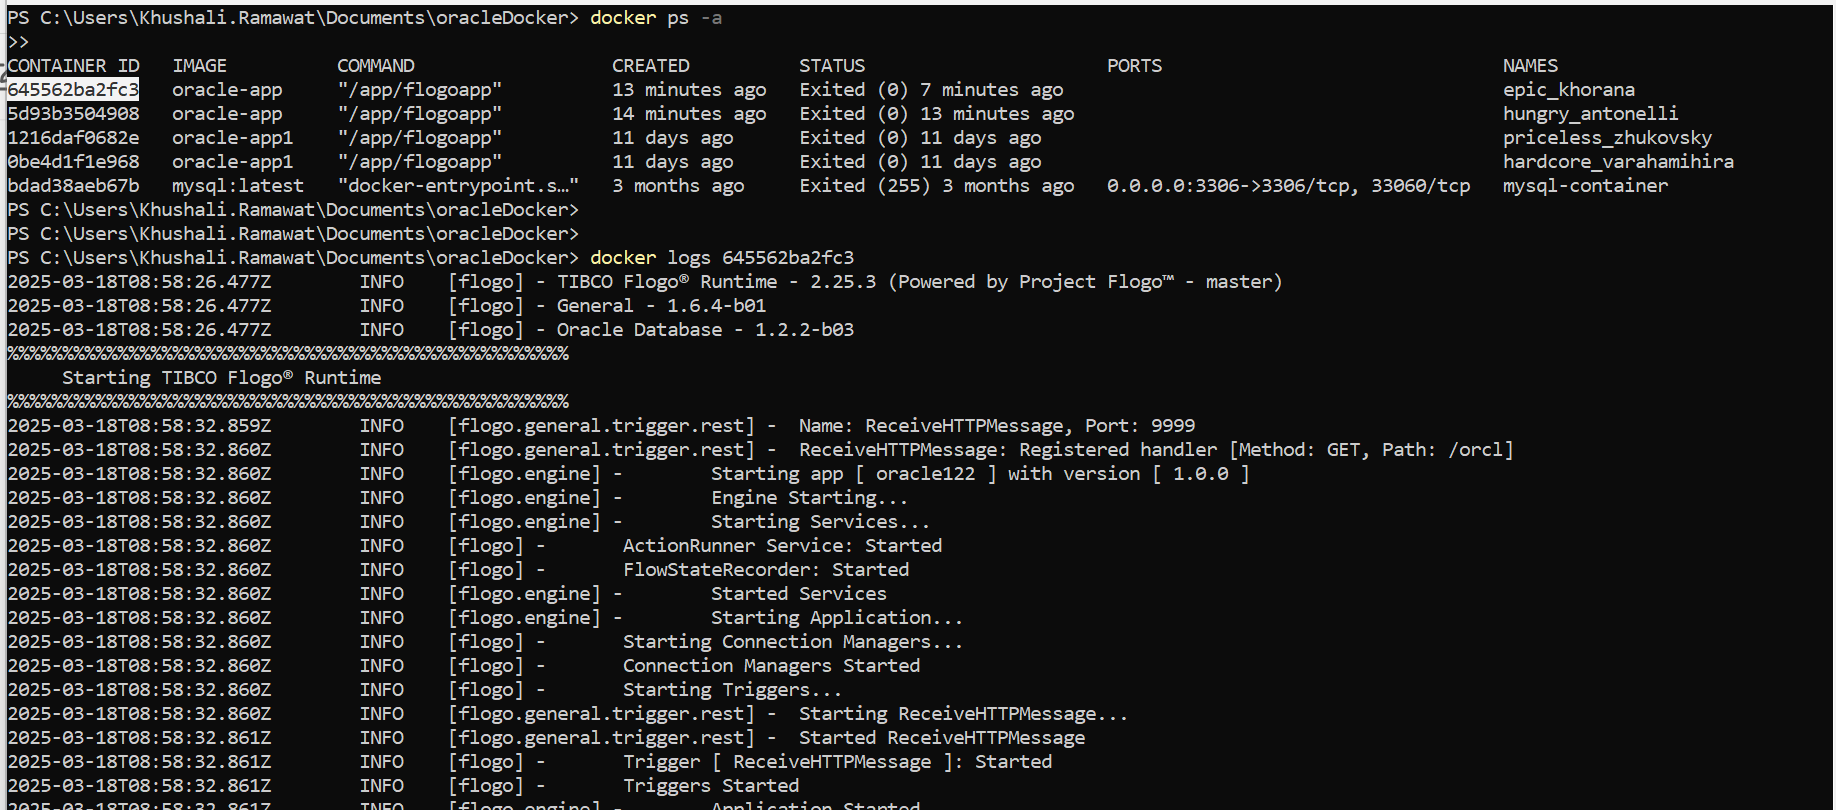 PS C:\Users\Khushali.Ramawat\Documents\oracleDocker> docker ps -a
>>
CONTAINER ID   IMAGE          COMMAND                  CREATED          STATUS                      PORTS                               NAMES
645562ba2fc3   oracle-app     "/app/flogoapp"          13 minutes ago   Exited (0) 7 minutes ago                                        epic_khorana
5d93b3504908   oracle-app     "/app/flogoapp"          14 minutes ago   Exited (0) 13 minutes ago                                       hungry_antonelli
1216daf0682e   oracle-app1    "/app/flogoapp"          11 days ago      Exited (0) 11 days ago                                          priceless_zhukovsky
0be4d1f1e968   oracle-app1    "/app/flogoapp"          11 days ago      Exited (0) 11 days ago                                          hardcore_varahamihira
bdad38aeb67b   mysql:latest   "docker-entrypoint.s…"   3 months ago     Exited (255) 3 months ago   0.0.0.0:3306->3306/tcp, 33060/tcp   mysql-container
PS C:\Users\Khushali.Ramawat\Documents\oracleDocker>
PS C:\Users\Khushali.Ramawat\Documents\oracleDocker>
PS C:\Users\Khushali.Ramawat\Documents\oracleDocker> docker logs 645562ba2fc3
2025-03-18T08:58:26.477Z        INFO    [flogo] - TIBCO Flogo® Runtime - 2.25.3 (Powered by Project Flogo™ - master)
2025-03-18T08:58:26.477Z        INFO    [flogo] - General - 1.6.4-b01
2025-03-18T08:58:26.477Z        INFO    [flogo] - Oracle Database - 1.2.2-b03
%%%%%%%%%%%%%%%%%%%%%%%%%%%%%%%%%%%%%%%%%%%%%%%%%%%
     Starting TIBCO Flogo® Runtime
%%%%%%%%%%%%%%%%%%%%%%%%%%%%%%%%%%%%%%%%%%%%%%%%%%%
2025-03-18T08:58:32.859Z        INFO    [flogo.general.trigger.rest] -  Name: ReceiveHTTPMessage, Port: 9999
2025-03-18T08:58:32.860Z        INFO    [flogo.general.trigger.rest] -  ReceiveHTTPMessage: Registered handler [Method: GET, Path: /orcl]
2025-03-18T08:58:32.860Z        INFO    [flogo.engine] -        Starting app [ oracle122 ] with version [ 1.0.0 ]
2025-03-18T08:58:32.860Z        INFO    [flogo.engine] -        Engine Starting...
2025-03-18T08:58:32.860Z        INFO    [flogo.engine] -        Starting Services...
2025-03-18T08:58:32.860Z        INFO    [flogo] -       ActionRunner Service: Started
2025-03-18T08:58:32.860Z        INFO    [flogo] -       FlowStateRecorder: Started
2025-03-18T08:58:32.860Z        INFO    [flogo.engine] -        Started Services
2025-03-18T08:58:32.860Z        INFO    [flogo.engine] -        Starting Application...
2025-03-18T08:58:32.860Z        INFO    [flogo] -       Starting Connection Managers...
2025-03-18T08:58:32.860Z        INFO    [flogo] -       Connection Managers Started
2025-03-18T08:58:32.860Z        INFO    [flogo] -       Starting Triggers...
2025-03-18T08:58:32.860Z        INFO    [flogo.general.trigger.rest] -  Starting ReceiveHTTPMessage...
2025-03-18T08:58:32.861Z        INFO    [flogo.general.trigger.rest] -  Started ReceiveHTTPMessage
2025-03-18T08:58:32.861Z        INFO    [flogo] -       Trigger [ ReceiveHTTPMessage ]: Started
2025-03-18T08:58:32.861Z        INFO    [flogo] -       Triggers Started
2025-03-18T08:58:32.861Z        INFO    [flogo.engine] -        Application Started